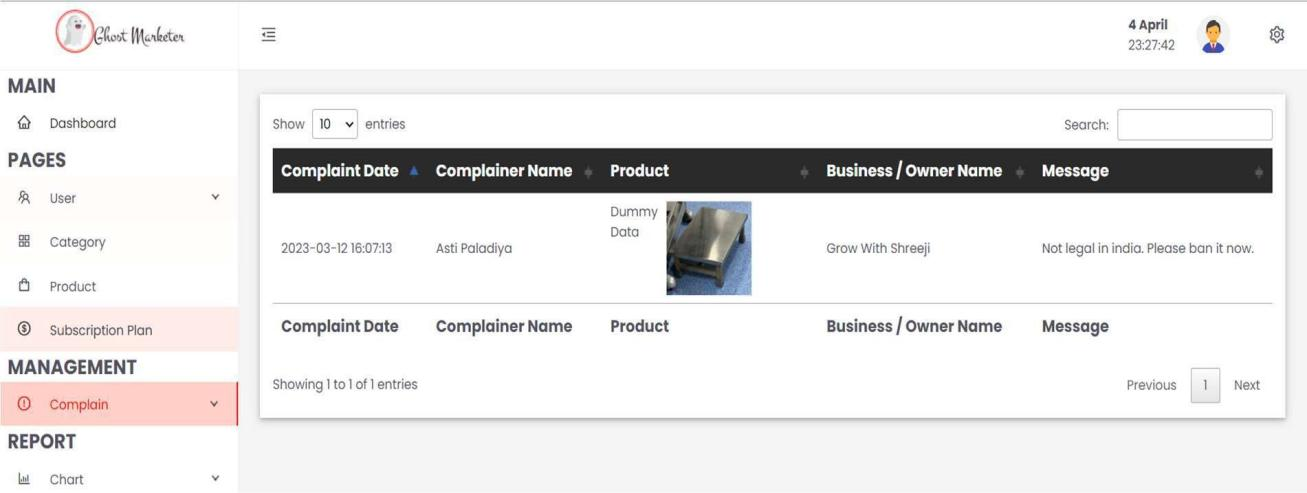 Ghost Marketer
4 April
23:27:42
MAIN
Dashboard
PAGES
User
Category
Product
Subscription Plan
MANAGEMENT
Complain
REPORT
Chart
Show 10 entries
Search:
Complaint Date Complainer Name Product Business / Owner Name Message
2023-03-12 16:07:13 Asti Paladiya Dummy Data Grow With Shreeji Not legal in india. Please ban it now.
Complaint Date Complainer Name Product Business / Owner Name Message
Showing 1 to 1 of 1 entries
Previous 1 Next